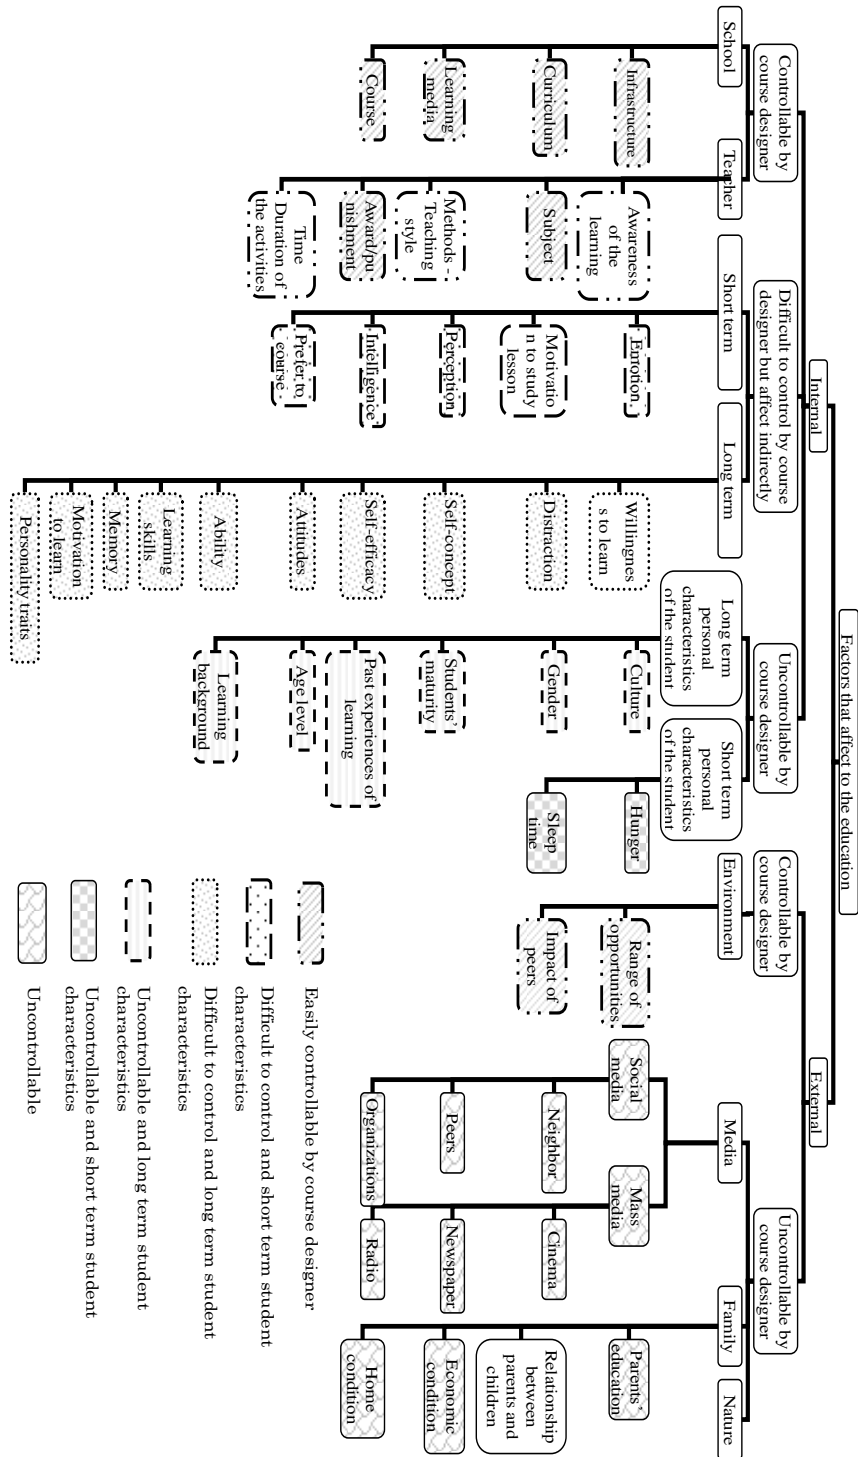 Factors that affect to the education
Internal
External
Controllable by
course designer
Difficult to control by course
designer but affect indirectly
Uncontrollable by
course designer
Controllable by
course designer
Uncontrollable by
course designer
School
Teacher
Short term
Long term
Long term
personal
characteristics
of the student
Short term
personal
characteristics
of the student
Environment
Media
Family
Nature
Infrastructure
Curriculum
Learning
media
Course
Awareness
of the
learning
Subject
Methods -
Teaching
style
Award/pu
nishment
Time
Duration of
the activities
Emotion
Motivatio
n to study
lesson
Perception
Intelligence
Prefer to
course
Willingnes
s to learn
Distraction
Self-concept
Self-efficacy
Attitudes
Ability
Learning
skills
Memory
Motivation
to learn
Personality traits
Culture
Gender
Students'
maturity
Past experiences of
learning
Age level
Learning
background
Hunger
Sleep
time
Range of
opportunities
Impact of
peers
Social
media
Neighbor
Peers
Organizations
Mass
media
Cinema
Newspaper
Radio
Parents'
education
Relationship
between
parents and
children
Economic
condition
Home
condition
Easily controllable by course designer
Difficult to control and short term student
characteristics
Difficult to control and long term student
characteristics
Uncontrollable and long term student
characteristics
Uncontrollable and short term student
characteristics
Uncontrollable